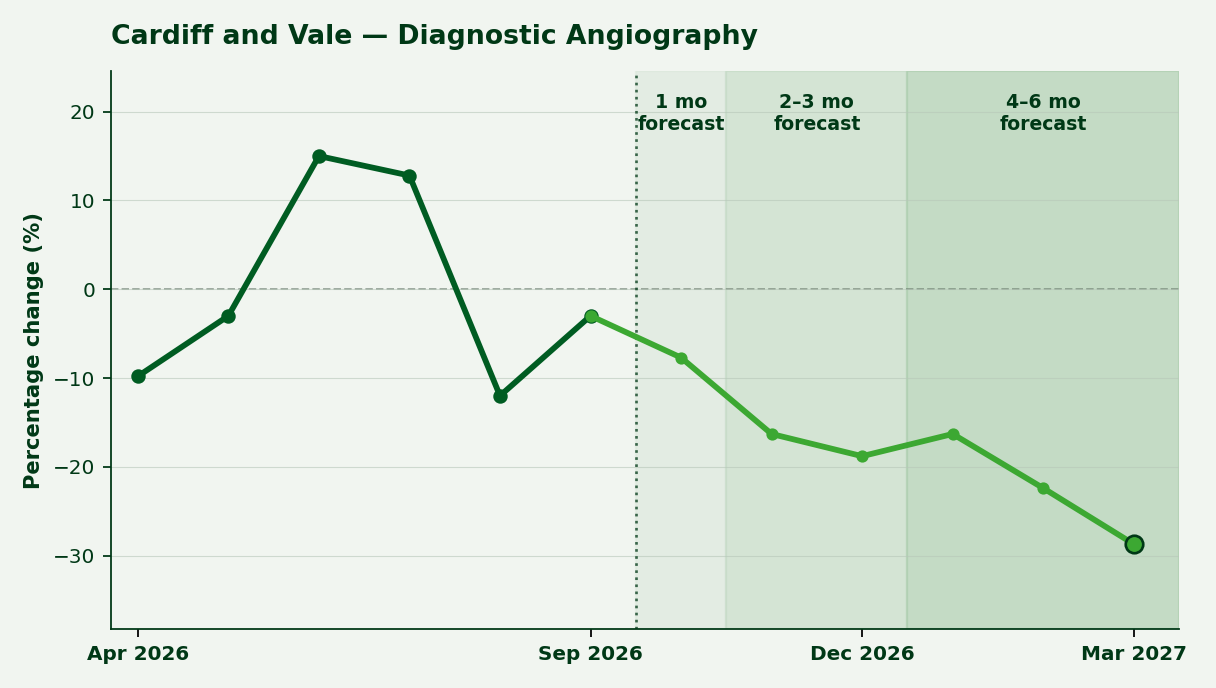 Cardiff and Vale — Diagnostic Angiography
1 mo
forecast
2–3 mo
forecast
4–6 mo
forecast
Percentage change (%)
20
10
0
−10
−20
−30
Apr 2026
Sep 2026
Dec 2026
Mar 2027